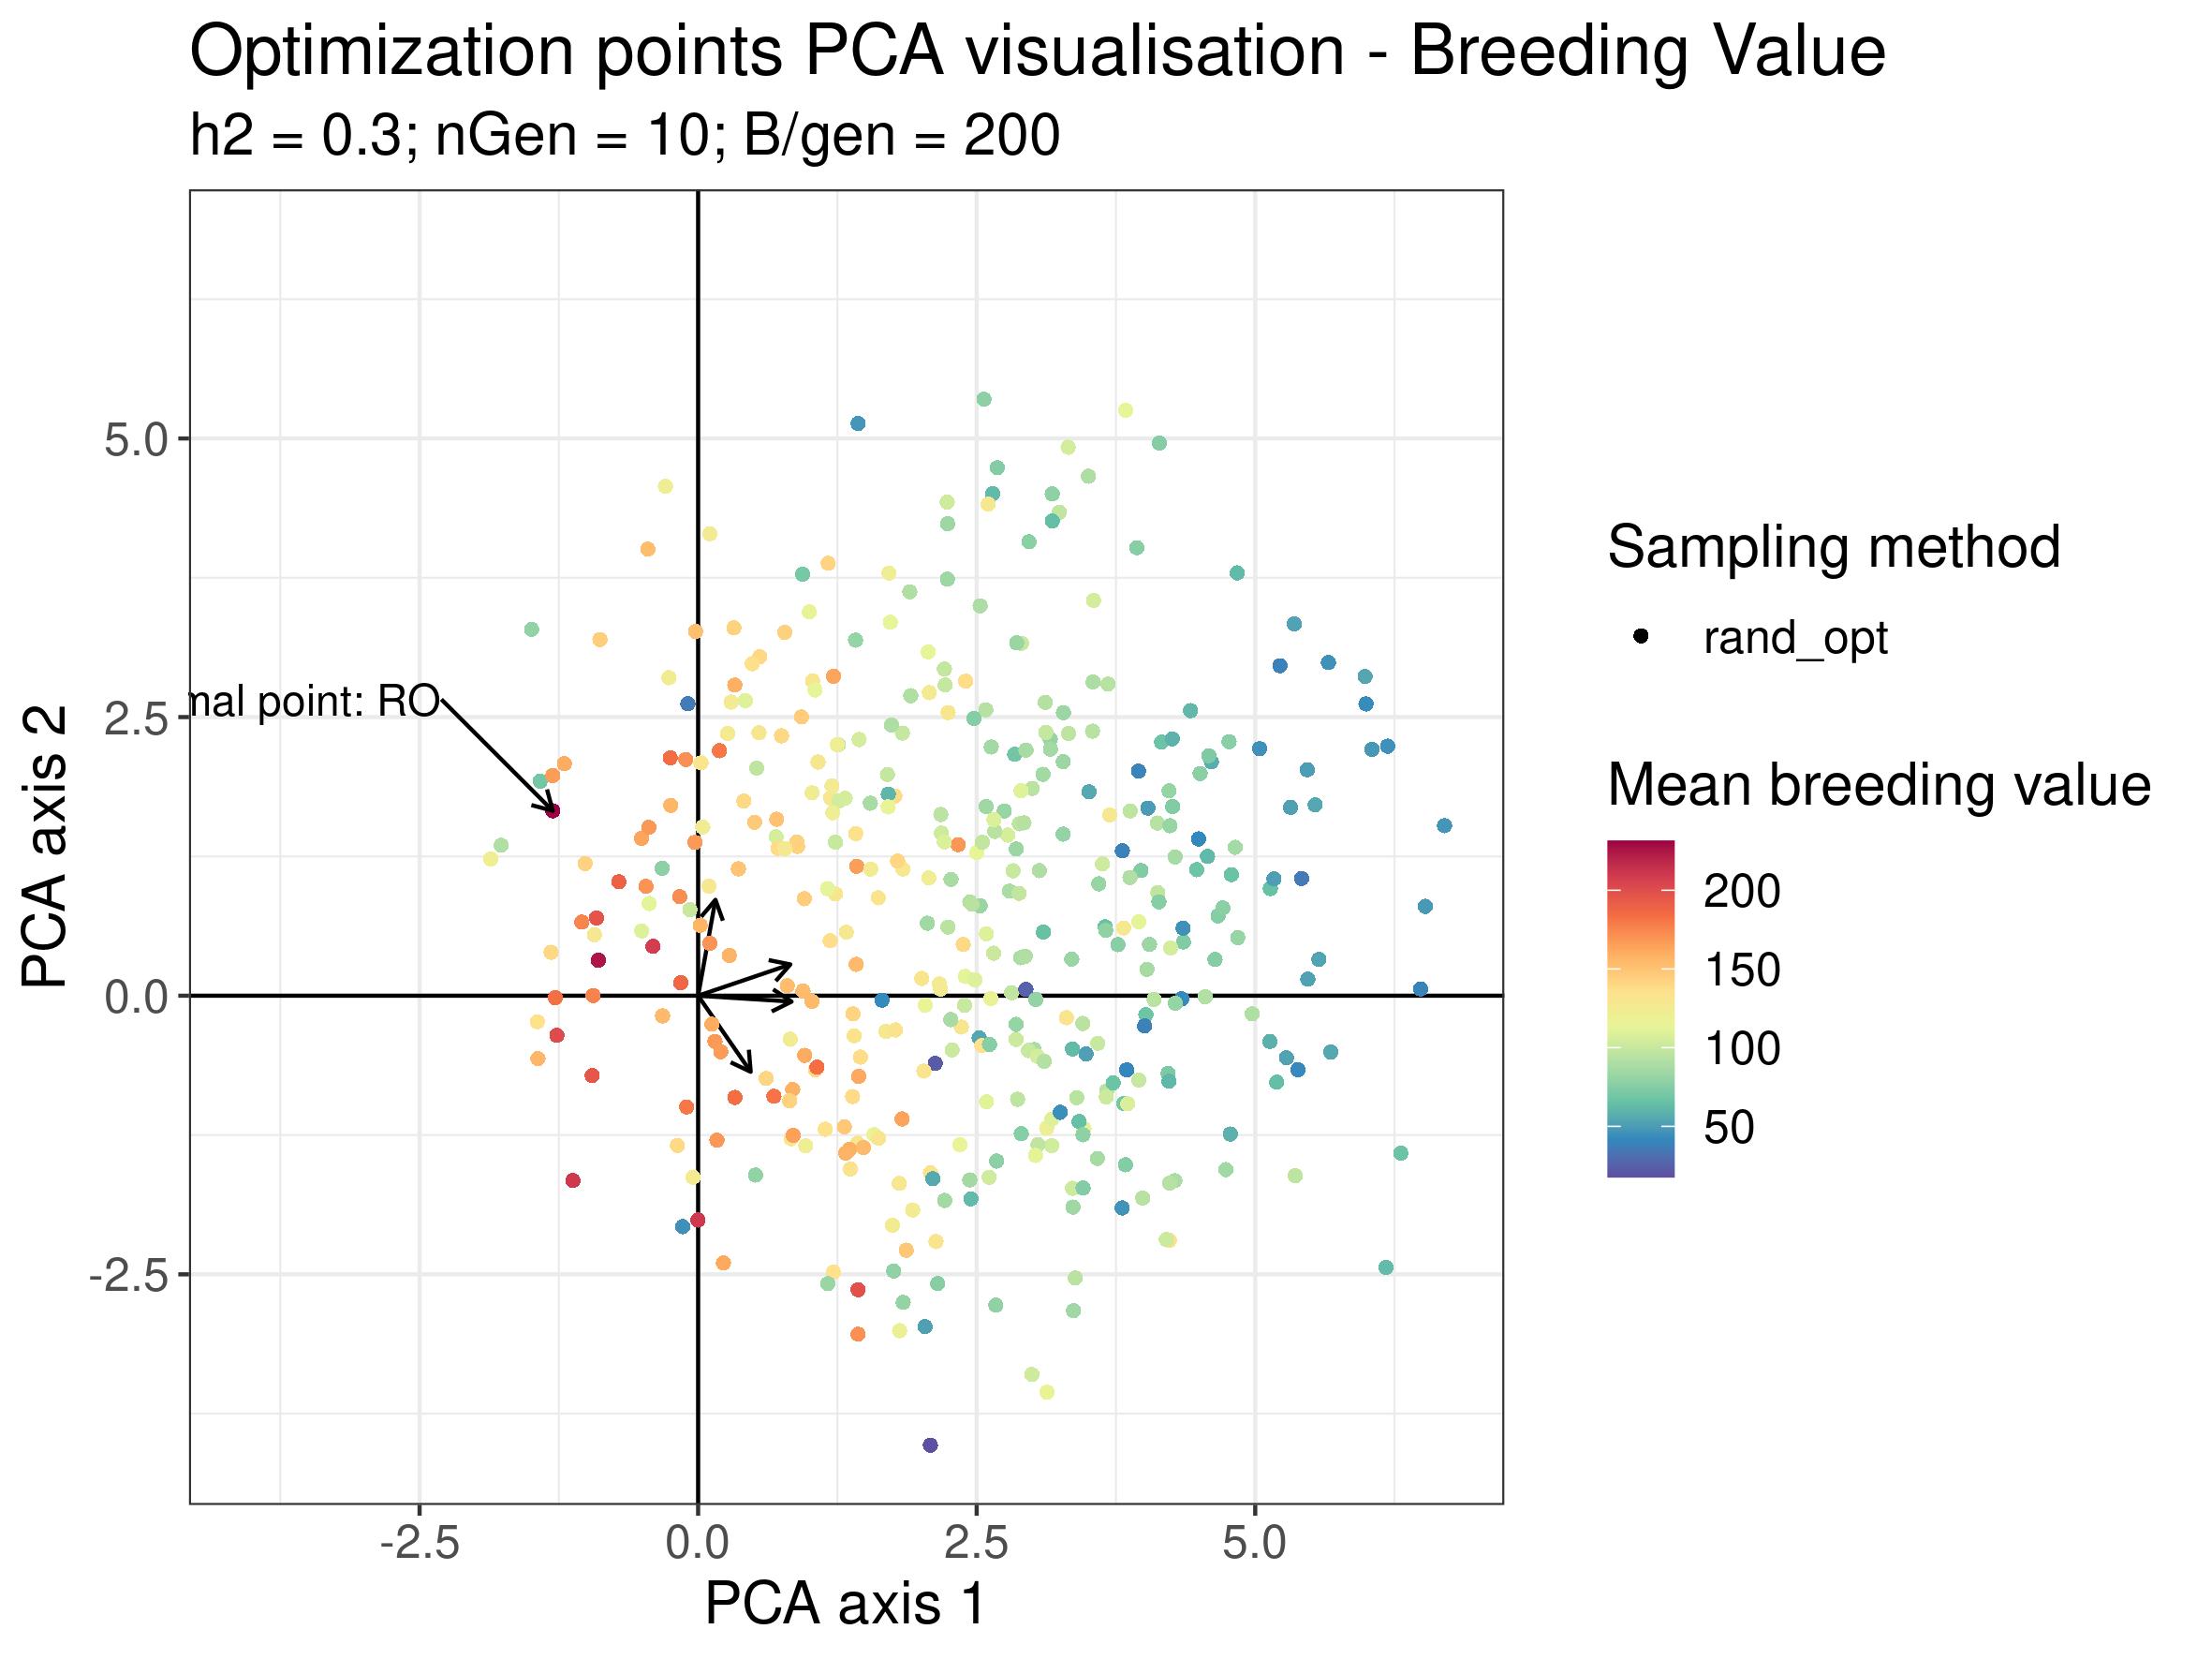 Optimization points PCA visualisation - Breeding Value
h2 = 0.3; nGen = 10; B/gen = 200
PCA axis 2
5.0
2.5
0.0
-2.5
point: RO
-2.5
0.0
2.5
5.0
PCA axis 1
Sampling method
rand_opt
Mean breeding value
200
150
100
50